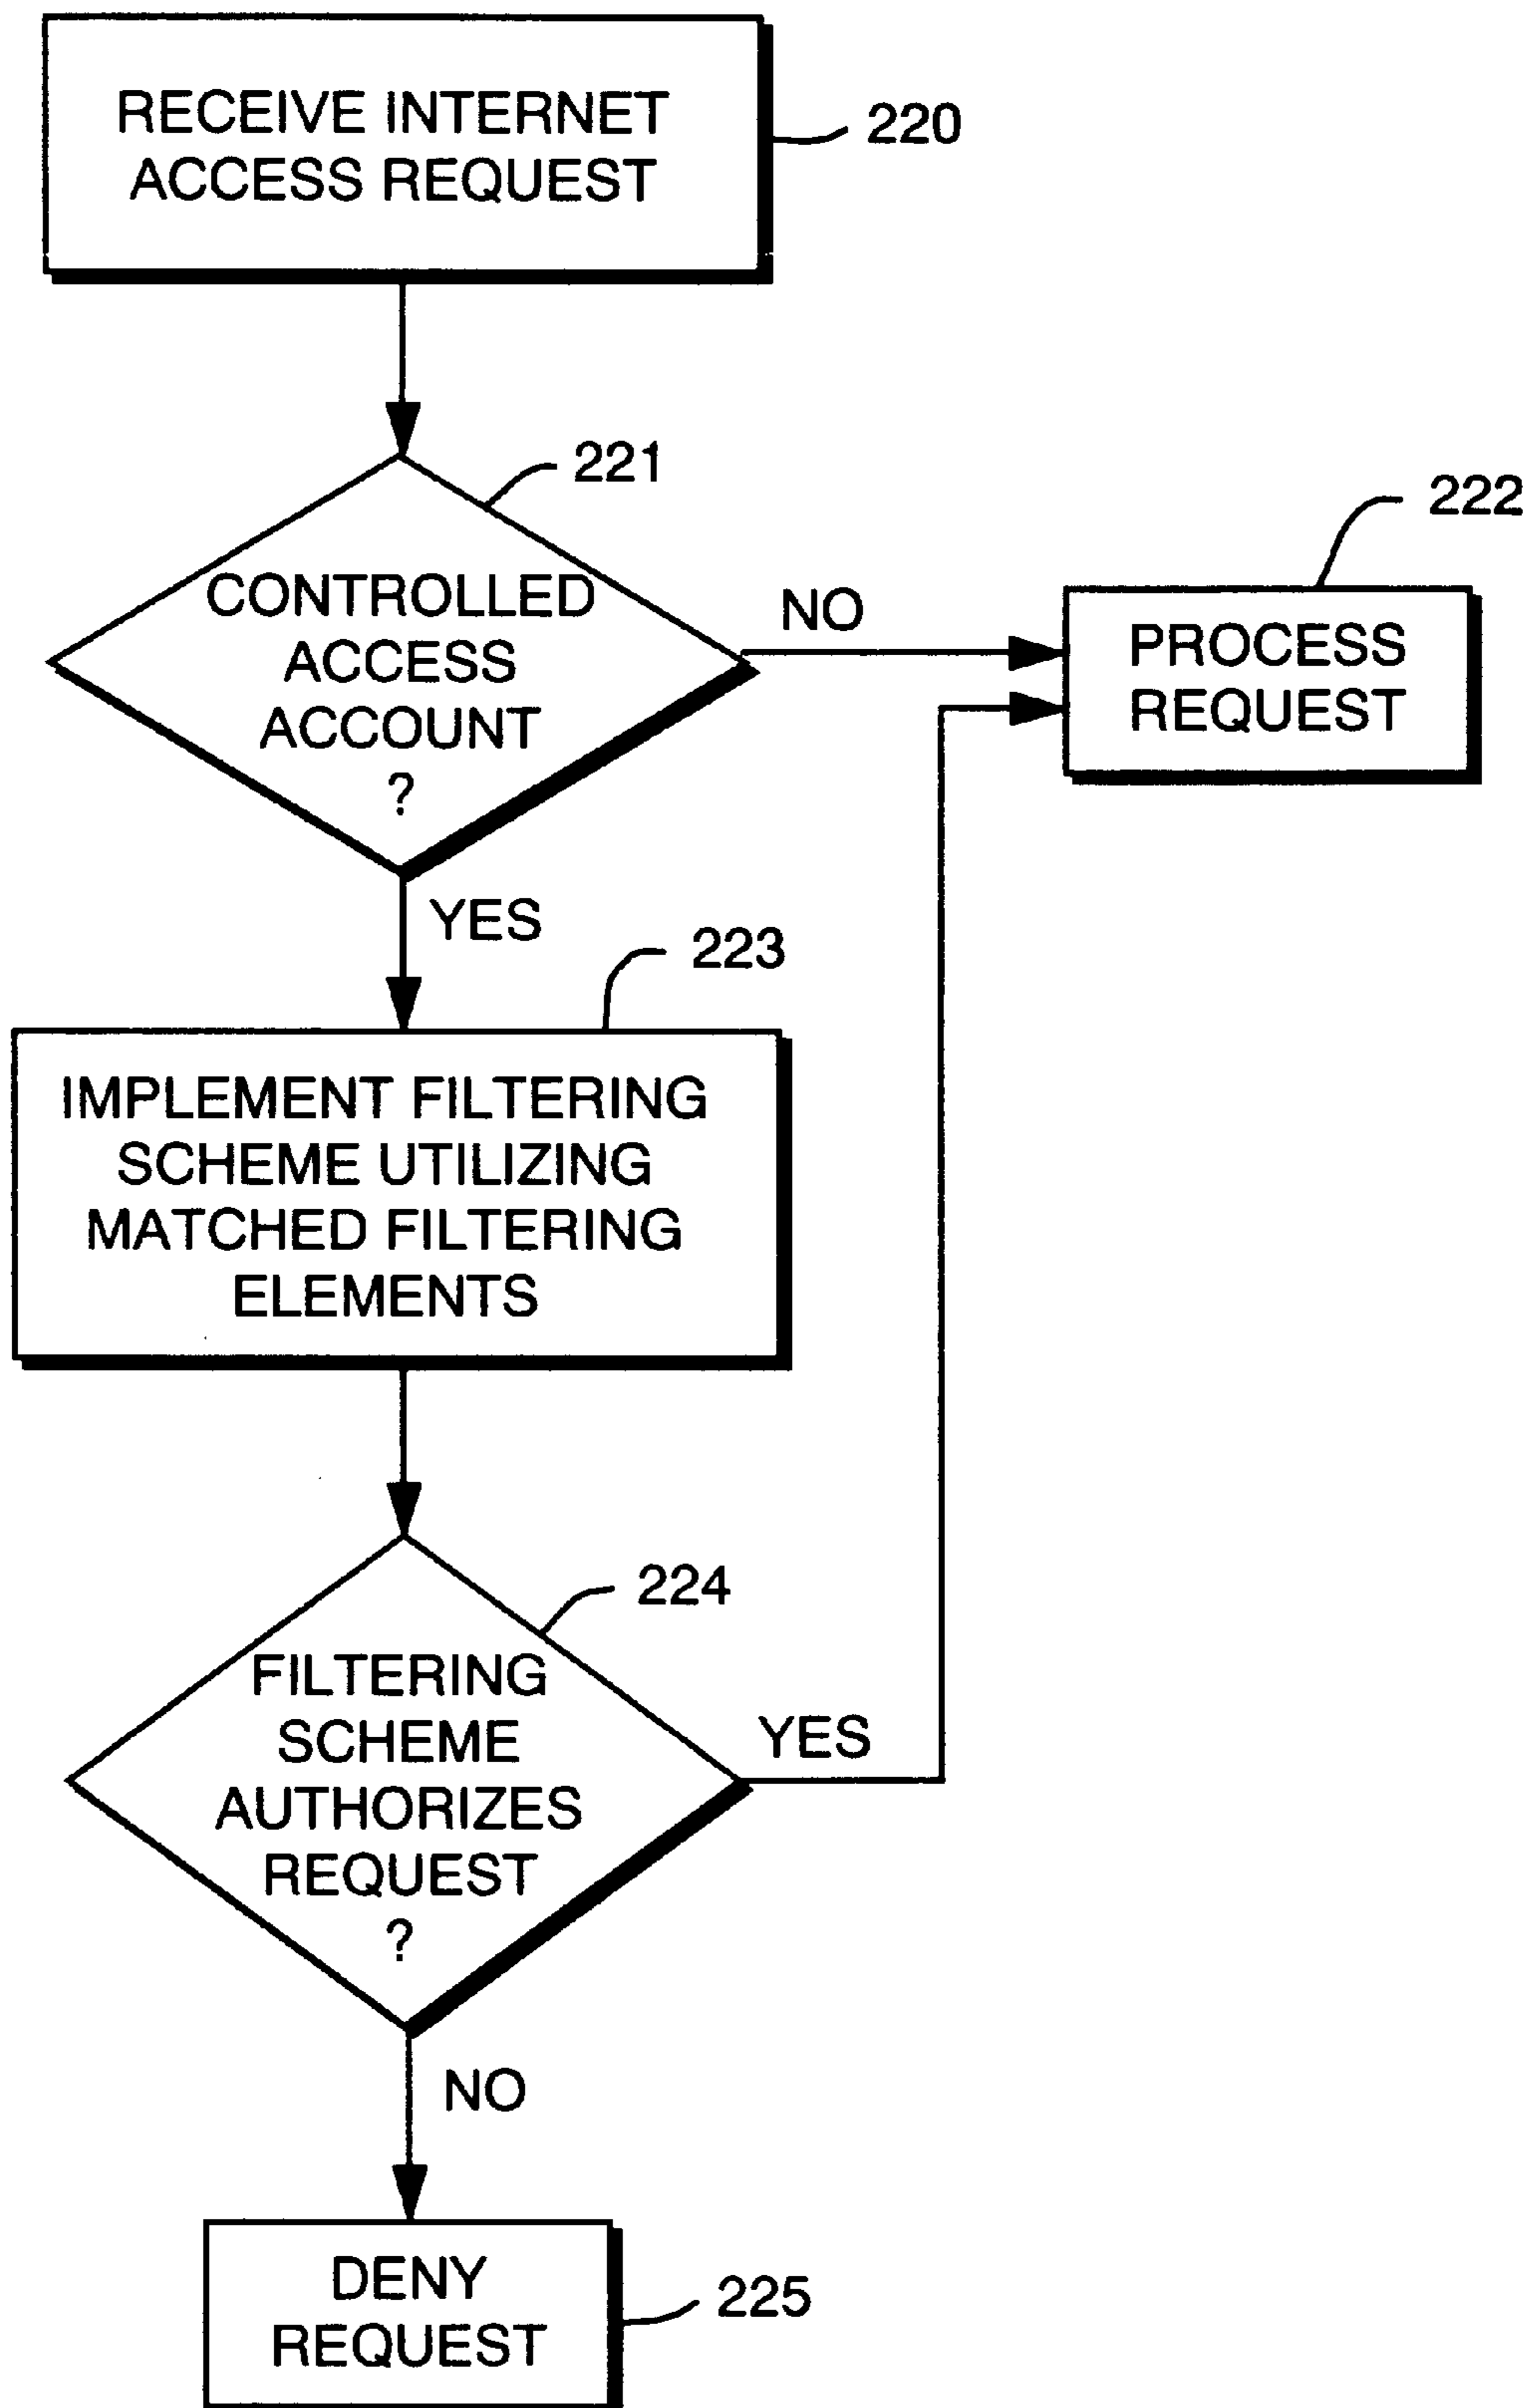 RECEIVE INTERNET
ACCESS REQUEST
220
221
CONTROLLED
ACCESS
ACCOUNT
?
NO
222
PROCESS
REQUEST
YES
223
IMPLEMENT FILTERING
SCHEME UTILIZING
MATCHED FILTERING
ELEMENTS
224
FILTERING
SCHEME
AUTHORIZES
REQUEST
?
YES
NO
DENY
REQUEST
225